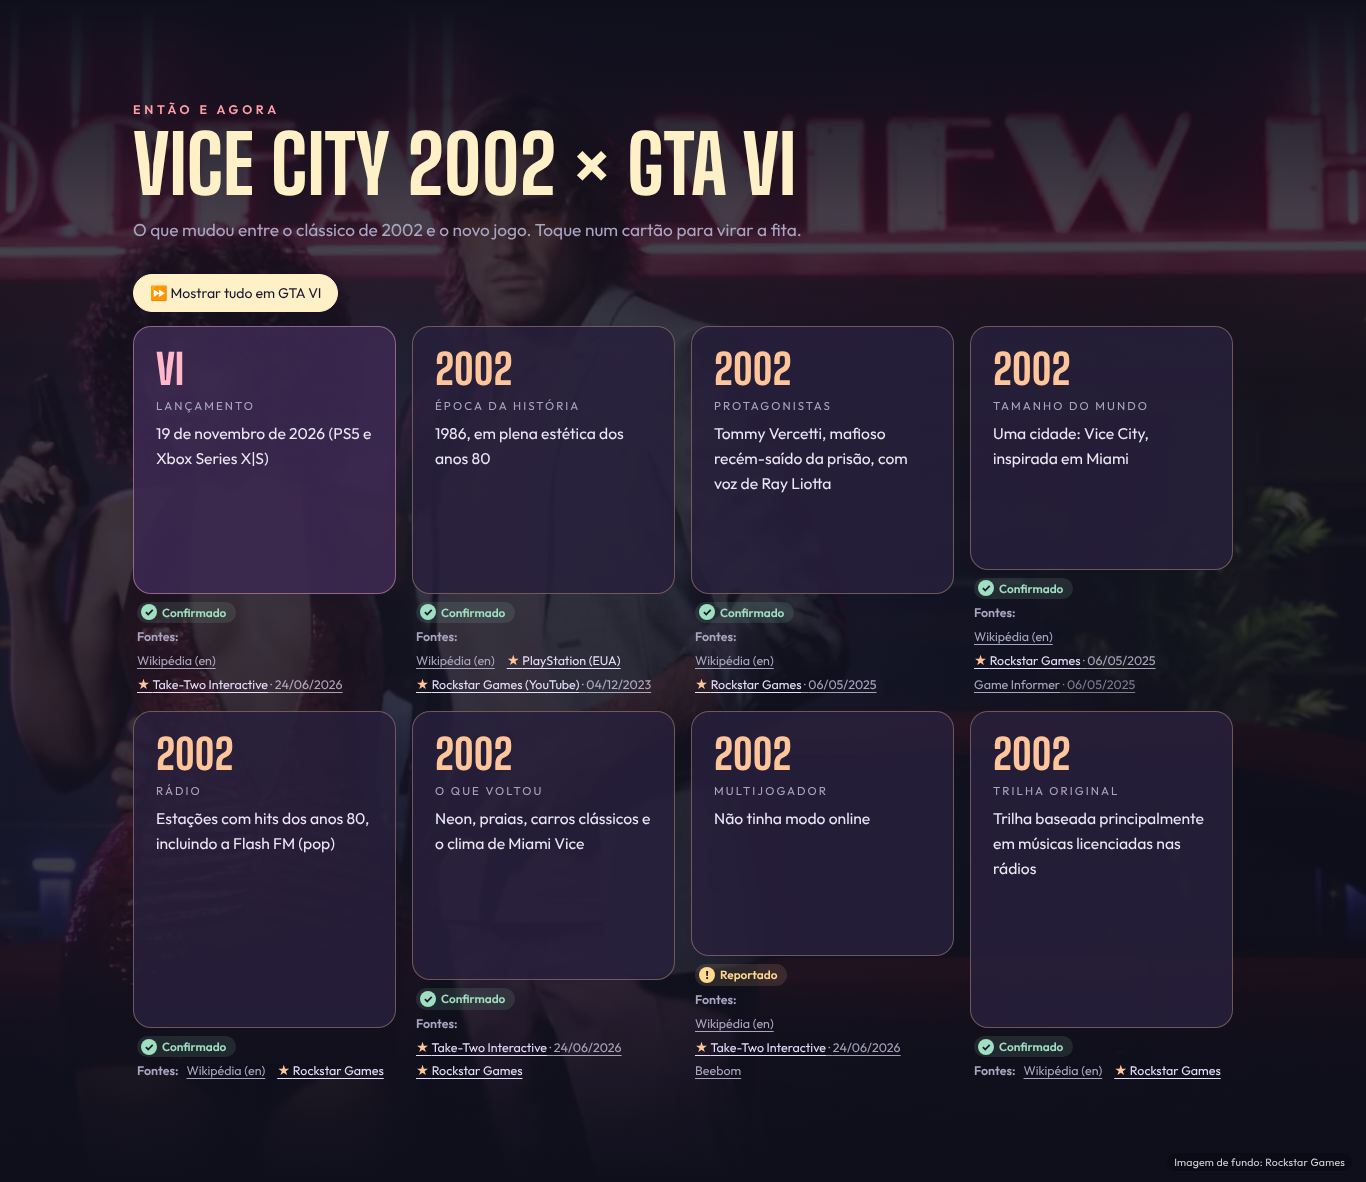 ENTÃO E AGORA
VICE CITY 2002 × GTA VI
O que mudou entre o clássico de 2002 e o novo jogo. Toque num cartão para virar a fita.
⏩ Mostrar tudo em GTA VI
VI
LANÇAMENTO
19 de novembro de 2026 (PS5 e
Xbox Series X|S)
Confirmado
Fontes:
Wikipédia (en)
★ Take-Two Interactive · 24/06/2026
2002
ÉPOCA DA HISTÓRIA
1986, em plena estética dos
anos 80
Confirmado
Fontes:
Wikipédia (en) ★ PlayStation (EUA)
★ Rockstar Games (YouTube) · 04/12/2023
2002
PROTAGONISTAS
Tommy Vercetti, mafioso
recém-saído da prisão, com
voz de Ray Liotta
Confirmado
Fontes:
Wikipédia (en)
★ Rockstar Games · 06/05/2025
2002
TAMANHO DO MUNDO
Uma cidade: Vice City,
inspirada em Miami
Confirmado
Fontes:
Wikipédia (en)
★ Rockstar Games · 06/05/2025
Game Informer · 06/05/2025
2002
RÁDIO
Estações com hits dos anos 80,
incluindo a Flash FM (pop)
Confirmado
Fontes: Wikipédia (en) ★ Rockstar Games
2002
O QUE VOLTOU
Neon, praias, carros clássicos e
o clima de Miami Vice
Confirmado
Fontes:
★ Take-Two Interactive · 24/06/2026
★ Rockstar Games
2002
MULTIJOGADOR
Não tinha modo online
Reportado
Fontes:
Wikipédia (en)
★ Take-Two Interactive · 24/06/2026
Beebom
2002
TRILHA ORIGINAL
Trilha baseada principalmente
em músicas licenciadas nas
rádios
Confirmado
Fontes: Wikipédia (en) ★ Rockstar Games
Imagem de fundo: Rockstar Games